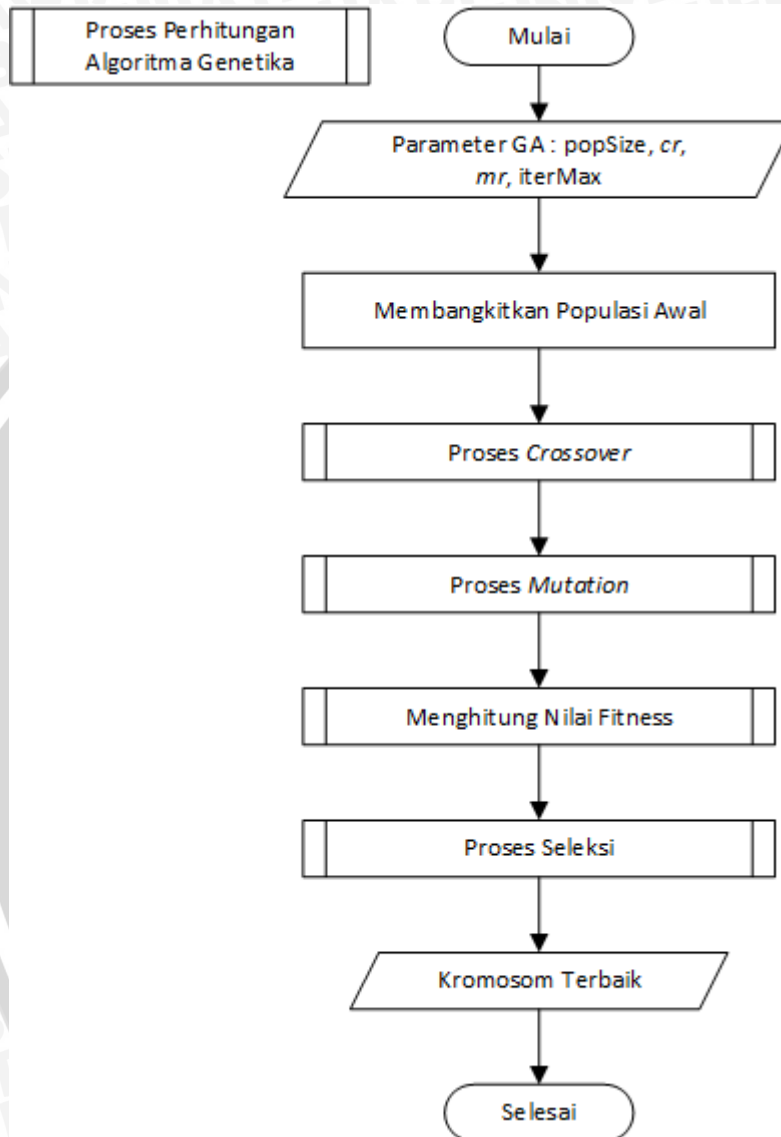 Proses Perhitungan
Algoritma Genetika
Mulai
Parameter GA : popSize, cr,
mr, iterMax
Membangkitkan Populasi Awal
Proses Crossover
Proses Mutation
Menghitung Nilai Fitness
Proses Seleksi
Kromosom Terbaik
Selesai